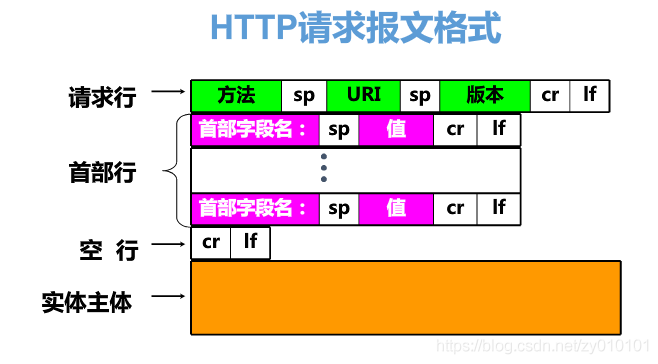 HTTP请求报文格式
请求行 方法 sp URI sp 版本 cr lf
首部字段名： sp 值 cr lf
首部行
首部字段名： sp 值 cr lf
空 行 cr lf
实体主体
https://blog.csdn.net/zy010101